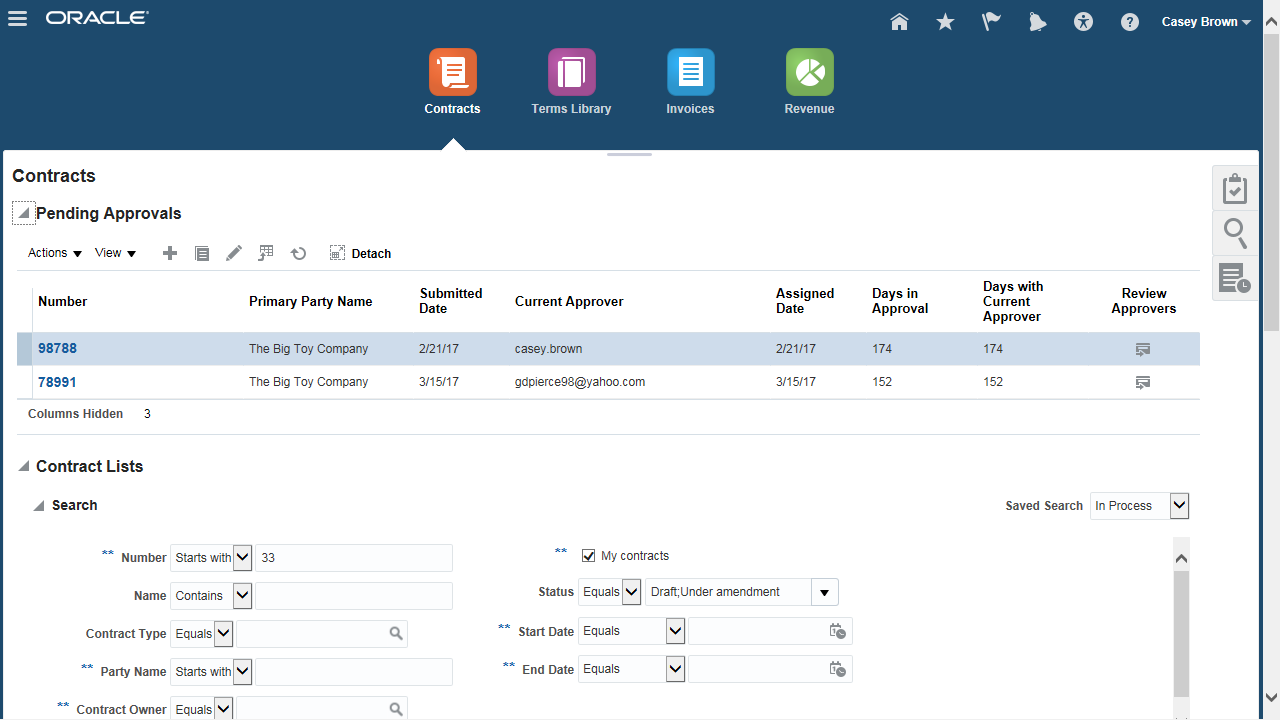 ORACLE
Casey Brown
Contracts Terms Library Invoices Revenue
Contracts
Pending Approvals
Actions View Detach
Number Primary Party Name Submitted Date Current Approver Assigned Date Days in Approval Days with Current Approver Review Approvers
98788 The Big Toy Company 2/21/17 casey.brown 2/21/17 174 174
78991 The Big Toy Company 3/15/17 gdpierce98@yahoo.com 3/15/17 152 152
Columns Hidden 3
Contract Lists
Search
Saved Search In Process
** Number Starts with 33
Name Contains
Contract Type Equals
** Party Name Starts with
** Contract Owner Equals
** My contracts
Status Equals Draft;Under amendment
** Start Date Equals
** End Date Equals